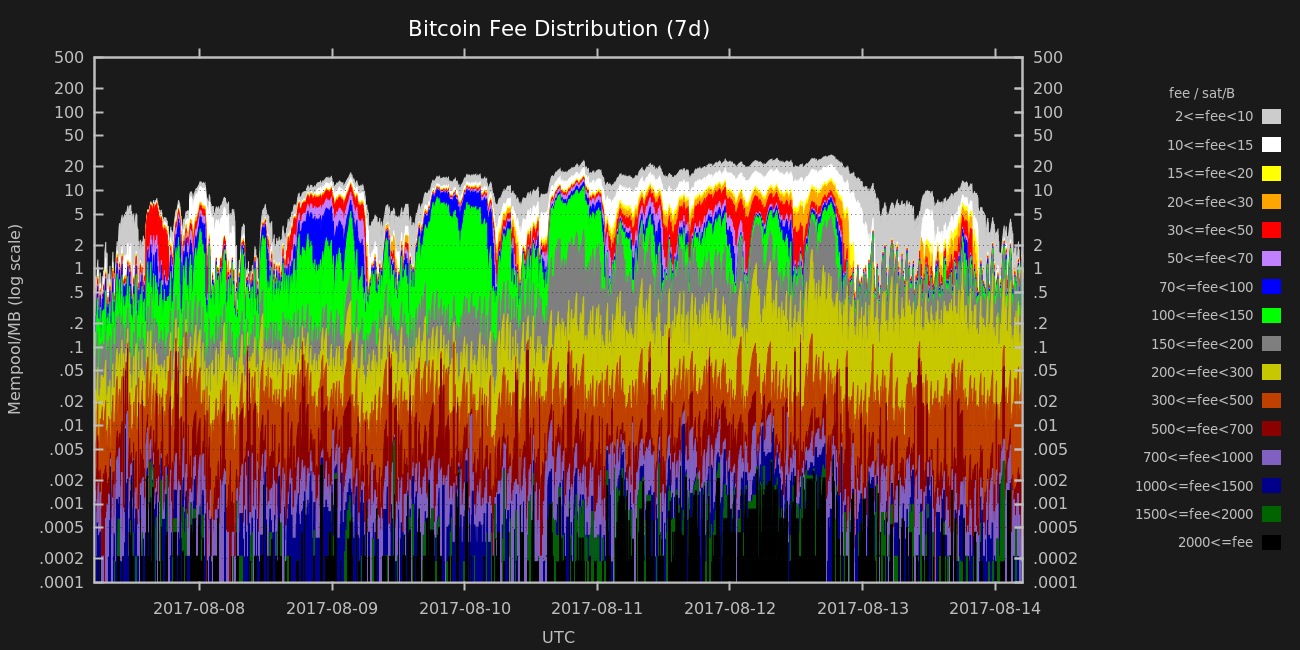 Bitcoin Fee Distribution (7d)
Mempool/MB (log scale)
500
200
100
50
20
10
5
2
1
.5
.2
.1
.05
.02
.01
.005
.002
.001
.0005
.0002
.0001
500
200
100
50
20
10
5
2
1
.5
.2
.1
.05
.02
.01
.005
.002
.001
.0005
.0002
.0001
2017-08-08 2017-08-09 2017-08-10 2017-08-11 2017-08-12 2017-08-13 2017-08-14
UTC
fee / sat/B
2<=fee<10
10<=fee<15
15<=fee<20
20<=fee<30
30<=fee<50
50<=fee<70
70<=fee<100
100<=fee<150
150<=fee<200
200<=fee<300
300<=fee<500
500<=fee<700
700<=fee<1000
1000<=fee<1500
1500<=fee<2000
2000<=fee